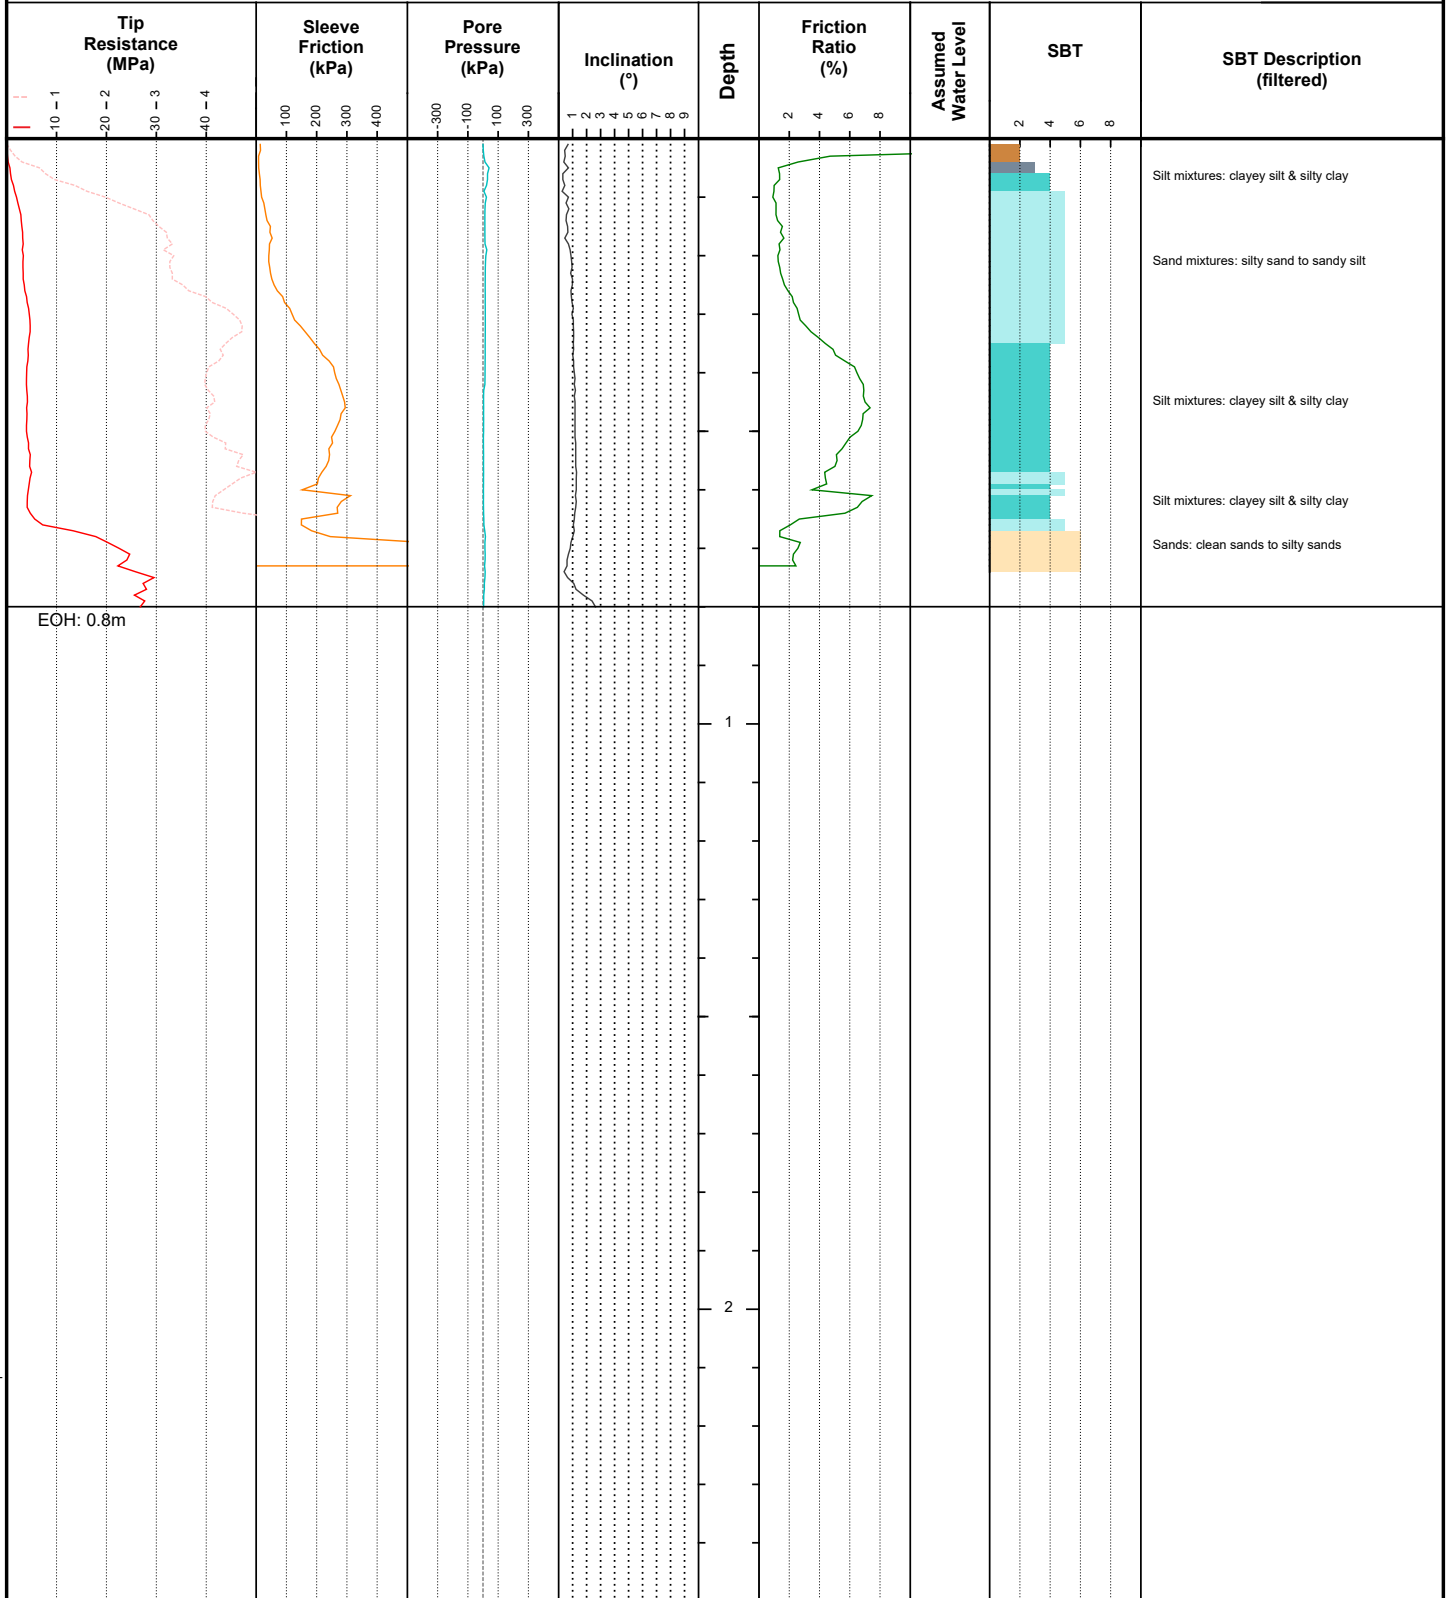 Tip
Resistance
(MPa)
Sleeve
Friction
(kPa)
Pore
Pressure
(kPa)
Inclination
(°)
Depth
Friction
Ratio
(%)
Assumed
Water Level
SBT
SBT Description
(filtered)
10 1
20 2
30 3
40 4
100
200
300
400
-300
-100
100
300
1 2 3 4 5 6 7 8 9
2
4
6
8
2
4
6
8
Silt mixtures: clayey silt & silty clay
Sand mixtures: silty sand to sandy silt
Silt mixtures: clayey silt & silty clay
Silt mixtures: clayey silt & silty clay
Sands: clean sands to silty sands
EOH: 0.8m
1
2